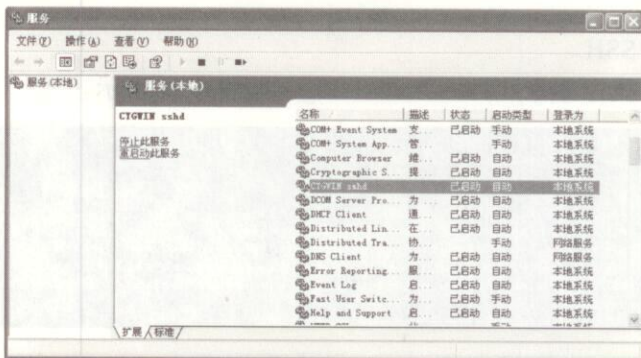 服务
文件(F) 操作(A) 查看(V) 帮助(H)
服务(本地)
服务(本地)
CYGWIN sshd
停止此服务
重启动此服务
名称 描述 状态 启动类型 登录为
COM+ Event System 支... 已启动 手动 本地系统
COM+ System App... 管... 手动 本地系统
Computer Browser 维... 已启动 自动 本地系统
Cryptographic S... 提... 已启动 自动 本地系统
CYGWIN sshd 已启动 自动 本地系统
DCOM Server Pro... 为... 已启动 自动 本地系统
DHCP Client 通... 已启动 自动 本地系统
Distributed Lin... 在... 已启动 自动 本地系统
Distributed Tra... 协... 手动 网络服务
DNS Client 为... 已启动 自动 网络服务
Error Reporting... 服... 已启动 自动 本地系统
Event Log 启... 已启动 自动 本地系统
Fast User Switc... 为... 已启动 手动 本地系统
Help and Support 启... 已启动 自动 本地系统
扩展 标准